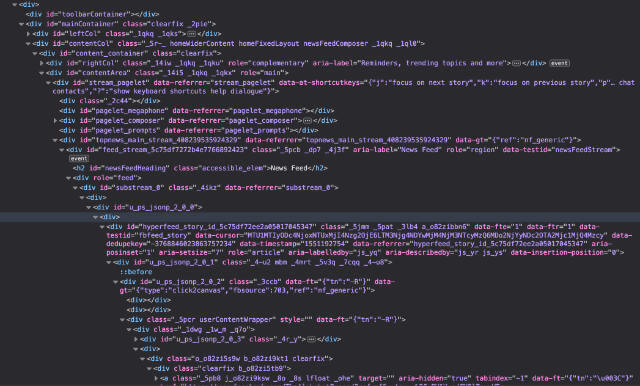 <div>
<div id="toolbarContainer"></div>
<div id="mainContainer" class="clearfix _2pie">
<div id="leftCol" class="_1qkq _1qks">
<div id="contentCol" class="_5r-_ homeWiderContent homeFixedLayout newsFeedComposer _1qkq _1ql0">
<div id="content_container" class="clearfix">
<div id="rightCol" class="_14iw _1qkq _1qku" role="complementary" aria-label="Reminders, trending topics and more"></div> event
<div id="contentArea" class="_1415 _1qkq _1qkx" role="main">
<div id="stream_pagelet" data-referrer="stream_pagelet" data-at-shortcutkeys="{"j":"focus on next story","k":"focus on previous story","p"… chat
contacts","?":"show keyboard shortcuts help dialogue"}">
<div class="_2c44"></div>
<div id="pagelet_megaphone" data-referrer="pagelet_megaphone"></div>
<div id="pagelet_composer" data-referrer="pagelet_composer"></div>
<div id="pagelet_prompts" data-referrer="pagelet_prompts"></div>
<div id="topnews_main_stream_408239535924329" data-referrer="topnews_main_stream_408239535924329" data-gt="{"ref":"nf_generic"}">
<div id="feed_stream_5c75df7272b4e7766892423" class="_5pcb _dp7 _4j3f" aria-label="News Feed" role="region" data-testid="newsFeedStream">
event
<h2 id="newsFeedHeading" class="accessible_elem">News Feed</h2>
<div role="feed">
<div id="substream_0" class="_4ikz" data-referrer="substream_0">
<div>
<div id="u_ps_jsonp_2_0_0">
<div>
<div id="hyperfeed_story_id_5c75df72ee2a05017045347" class="_5jmm _5pat _3lb4 a_o82zibbn6" data-fte="1" data-ftr="1" data-
testid="fbfeed_story"
dedupekey="-3768846023863757234" data-timestamp="1551192754" data-referrer="hyperfeed_story_id_5c75df72ee2a05017045347" aria-
posinset="1" aria-setsize="7" role="article" aria-labelledby="js_yq" aria-describedby="js_yr js_ys" data-insertion-position="0">
<div id="u_ps_jsonp_2_0_1" class="_4-u2 mbm _4mrt _5v3q _7cqq _4-u8">
::before
<div id="u_ps_jsonp_2_0_2" class="_3ccb" data-ft="{"tn":"-R"}" data-
gt="{"type":"click2canvas","fbsource":703,"ref":"nf_generic"}">
<div></div>
<div></div>
<div class="_5pcr userContentWrapper" style="" data-ft="{"tn":"-R"}">
<div class="_1dwg _1w_m _q7o">
<div id="u_ps_jsonp_2_0_3" class="_4r_y"></div>
<div>
<div class="o_o82zi5s9w b_o82zi9kt1 clearfix">
<div class="clearfix b_o82zi5tb9">
<a class="_5pb8 j_o82zi9ksw _8o _8s lfloat _ohe" target="" aria-hidden="true" tabindex="-1" data-ft="{"tn":"\u003C"}"